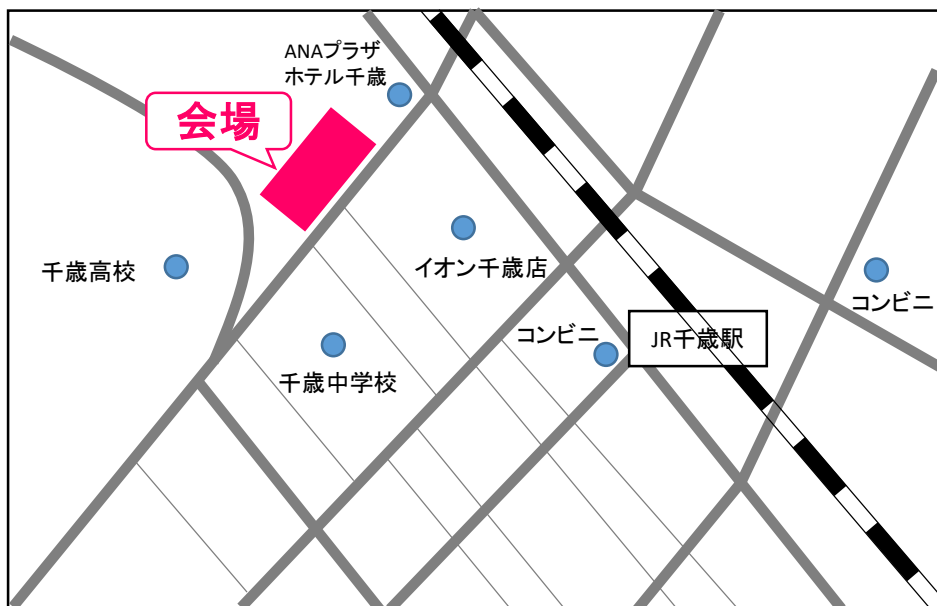 ANAプラザ
ホテル千歳
会場
千歳高校
イオン千歳店
コンビニ
コンビニ
JR千歳駅
千歳中学校